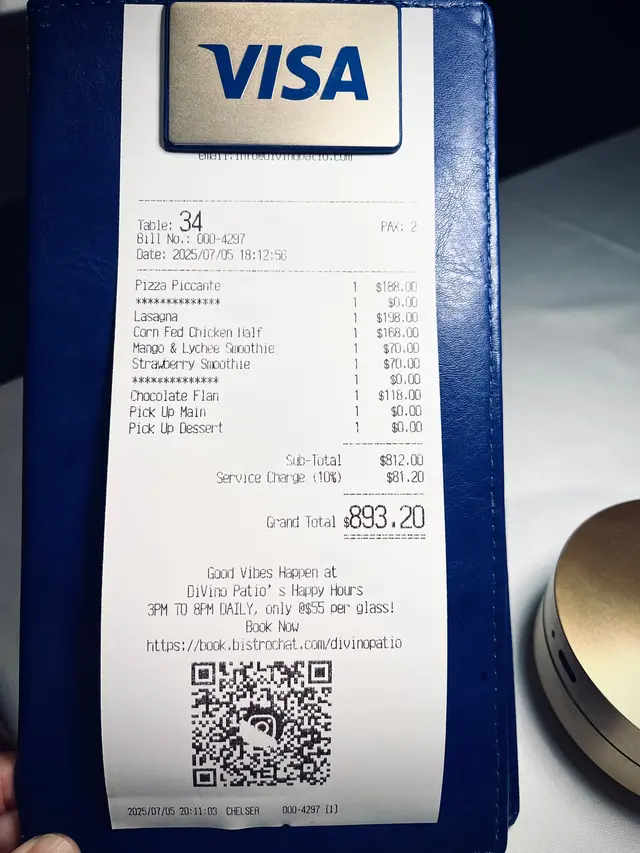 VISA
email:info@divinopatio.com
Table: 34 PAX: 2
Bill No.: 000-4297
Date: 2025/07/05 18:12:56
Pizza Piccante 1 $188.00
************** 1 $0.00
Lasagna 1 $198.00
Corn Fed Chicken Half 1 $168.00
Mango & Lychee Smoothie 1 $70.00
Strawberry Smoothie 1 $70.00
************** 1 $0.00
Chocolate Flan 1 $118.00
Pick Up Main 1 $0.00
Pick Up Dessert 1 $0.00
Sub-Total $812.00
Service Charge (10%) $81.20
Grand Total $893.20
Good Vibes Happen at
DiVino Patio's Happy Hours
3PM TO 8PM DAILY, only @$55 per glass!
Book Now
https://book.bistrochat.com/divinopatio
2025/07/05 20:11:03 CHELSEA 000-4297 [1]